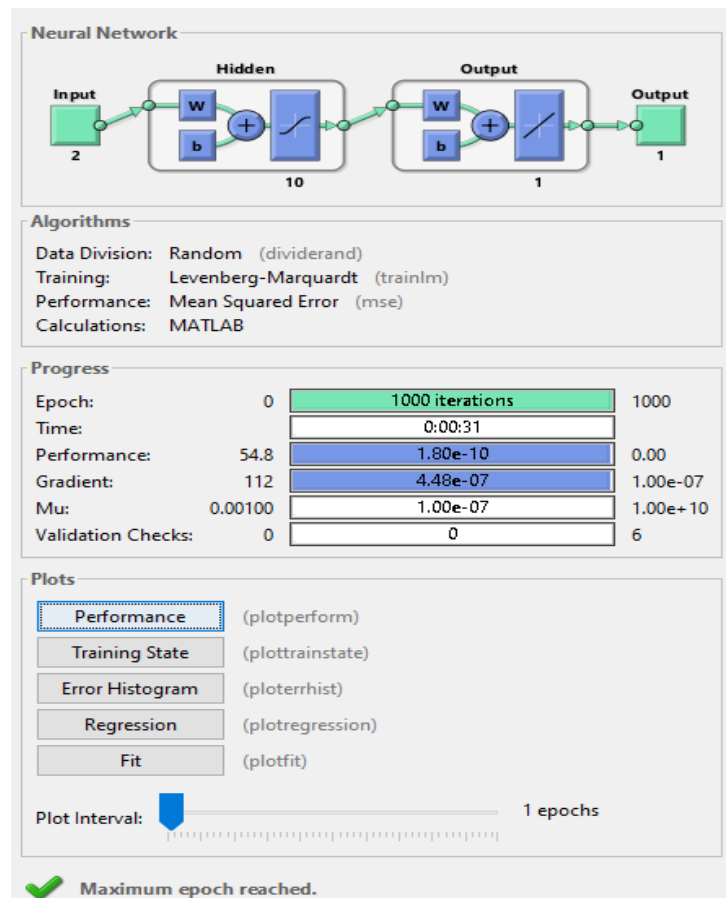 Neural Network
Hidden Output
Input Output
W W
b b
2 10 1 1
Algorithms
Data Division: Random (dividerand)
Training: Levenberg-Marquardt (trainlm)
Performance: Mean Squared Error (mse)
Calculations: MATLAB
Progress
Epoch: 0 1000 iterations 1000
Time: 0:00:31
Performance: 54.8 1.80e-10 0.00
Gradient: 112 4.48e-07 1.00e-07
Mu: 0.00100 1.00e-07 1.00e+10
Validation Checks: 0 0 6
Plots
Performance (plotperform)
Training State (plottrainstate)
Error Histogram (ploterrhist)
Regression (plotregression)
Fit (plotfit)
Plot Interval: 1 epochs
Maximum epoch reached.